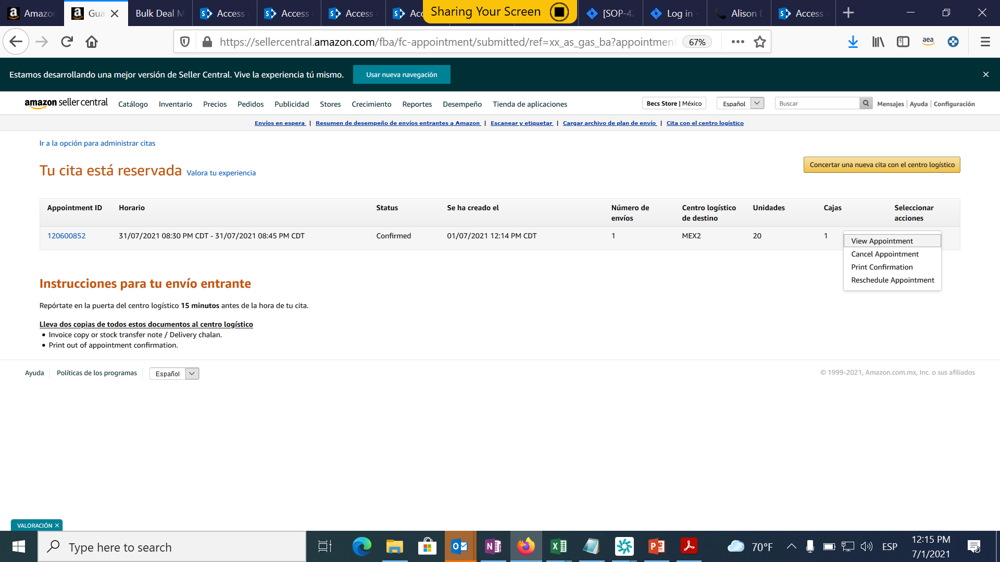 Amazon
Gua
Bulk Deal M
Access
Access
Access
Acc
Sharing Your Screen
[SOP-42
Log in -
Alison D
Access
https://sellercentral.amazon.com/fba/fc-appointment/submitted/ref=xx_as_gas_ba?appointment
67%
aea
Estamos desarrollando una mejor versión de Seller Central. Vive la experiencia tú mismo.
Usar nueva navegación
amazon seller central
Catálogo Inventario Precios Pedidos Publicidad Stores Crecimiento Reportes Desempeño Tienda de aplicaciones
Becs Store | México
Español
Buscar
Mensajes | Ayuda | Configuración
Envíos en espera | Resumen de desempeño de envíos entrantes a Amazon | Escanear y etiquetar | Cargar archivo de plan de envío | Cita con el centro logístico
Ir a la opción para administrar citas
Tu cita está reservada Valora tu experiencia
Concertar una nueva cita con el centro logístico
Appointment ID Horario Status Se ha creado el Número de envíos Centro logístico de destino Unidades Cajas Seleccionar acciones
120600852 31/07/2021 08:30 PM CDT - 31/07/2021 08:45 PM CDT Confirmed 01/07/2021 12:14 PM CDT 1 MEX2 20 1
View Appointment
Cancel Appointment
Print Confirmation
Reschedule Appointment
Instrucciones para tu envío entrante
Repórtate en la puerta del centro logístico 15 minutos antes de la hora de tu cita.
Lleva dos copias de todos estos documentos al centro logístico
• Invoice copy or stock transfer note / Delivery chalan.
• Print out of appointment confirmation.
Ayuda Políticas de los programas Español
© 1999-2021, Amazon.com.mx, Inc. o sus afiliados
VALORACIÓN
Type here to search
70°F
ESP
12:15 PM
7/1/2021